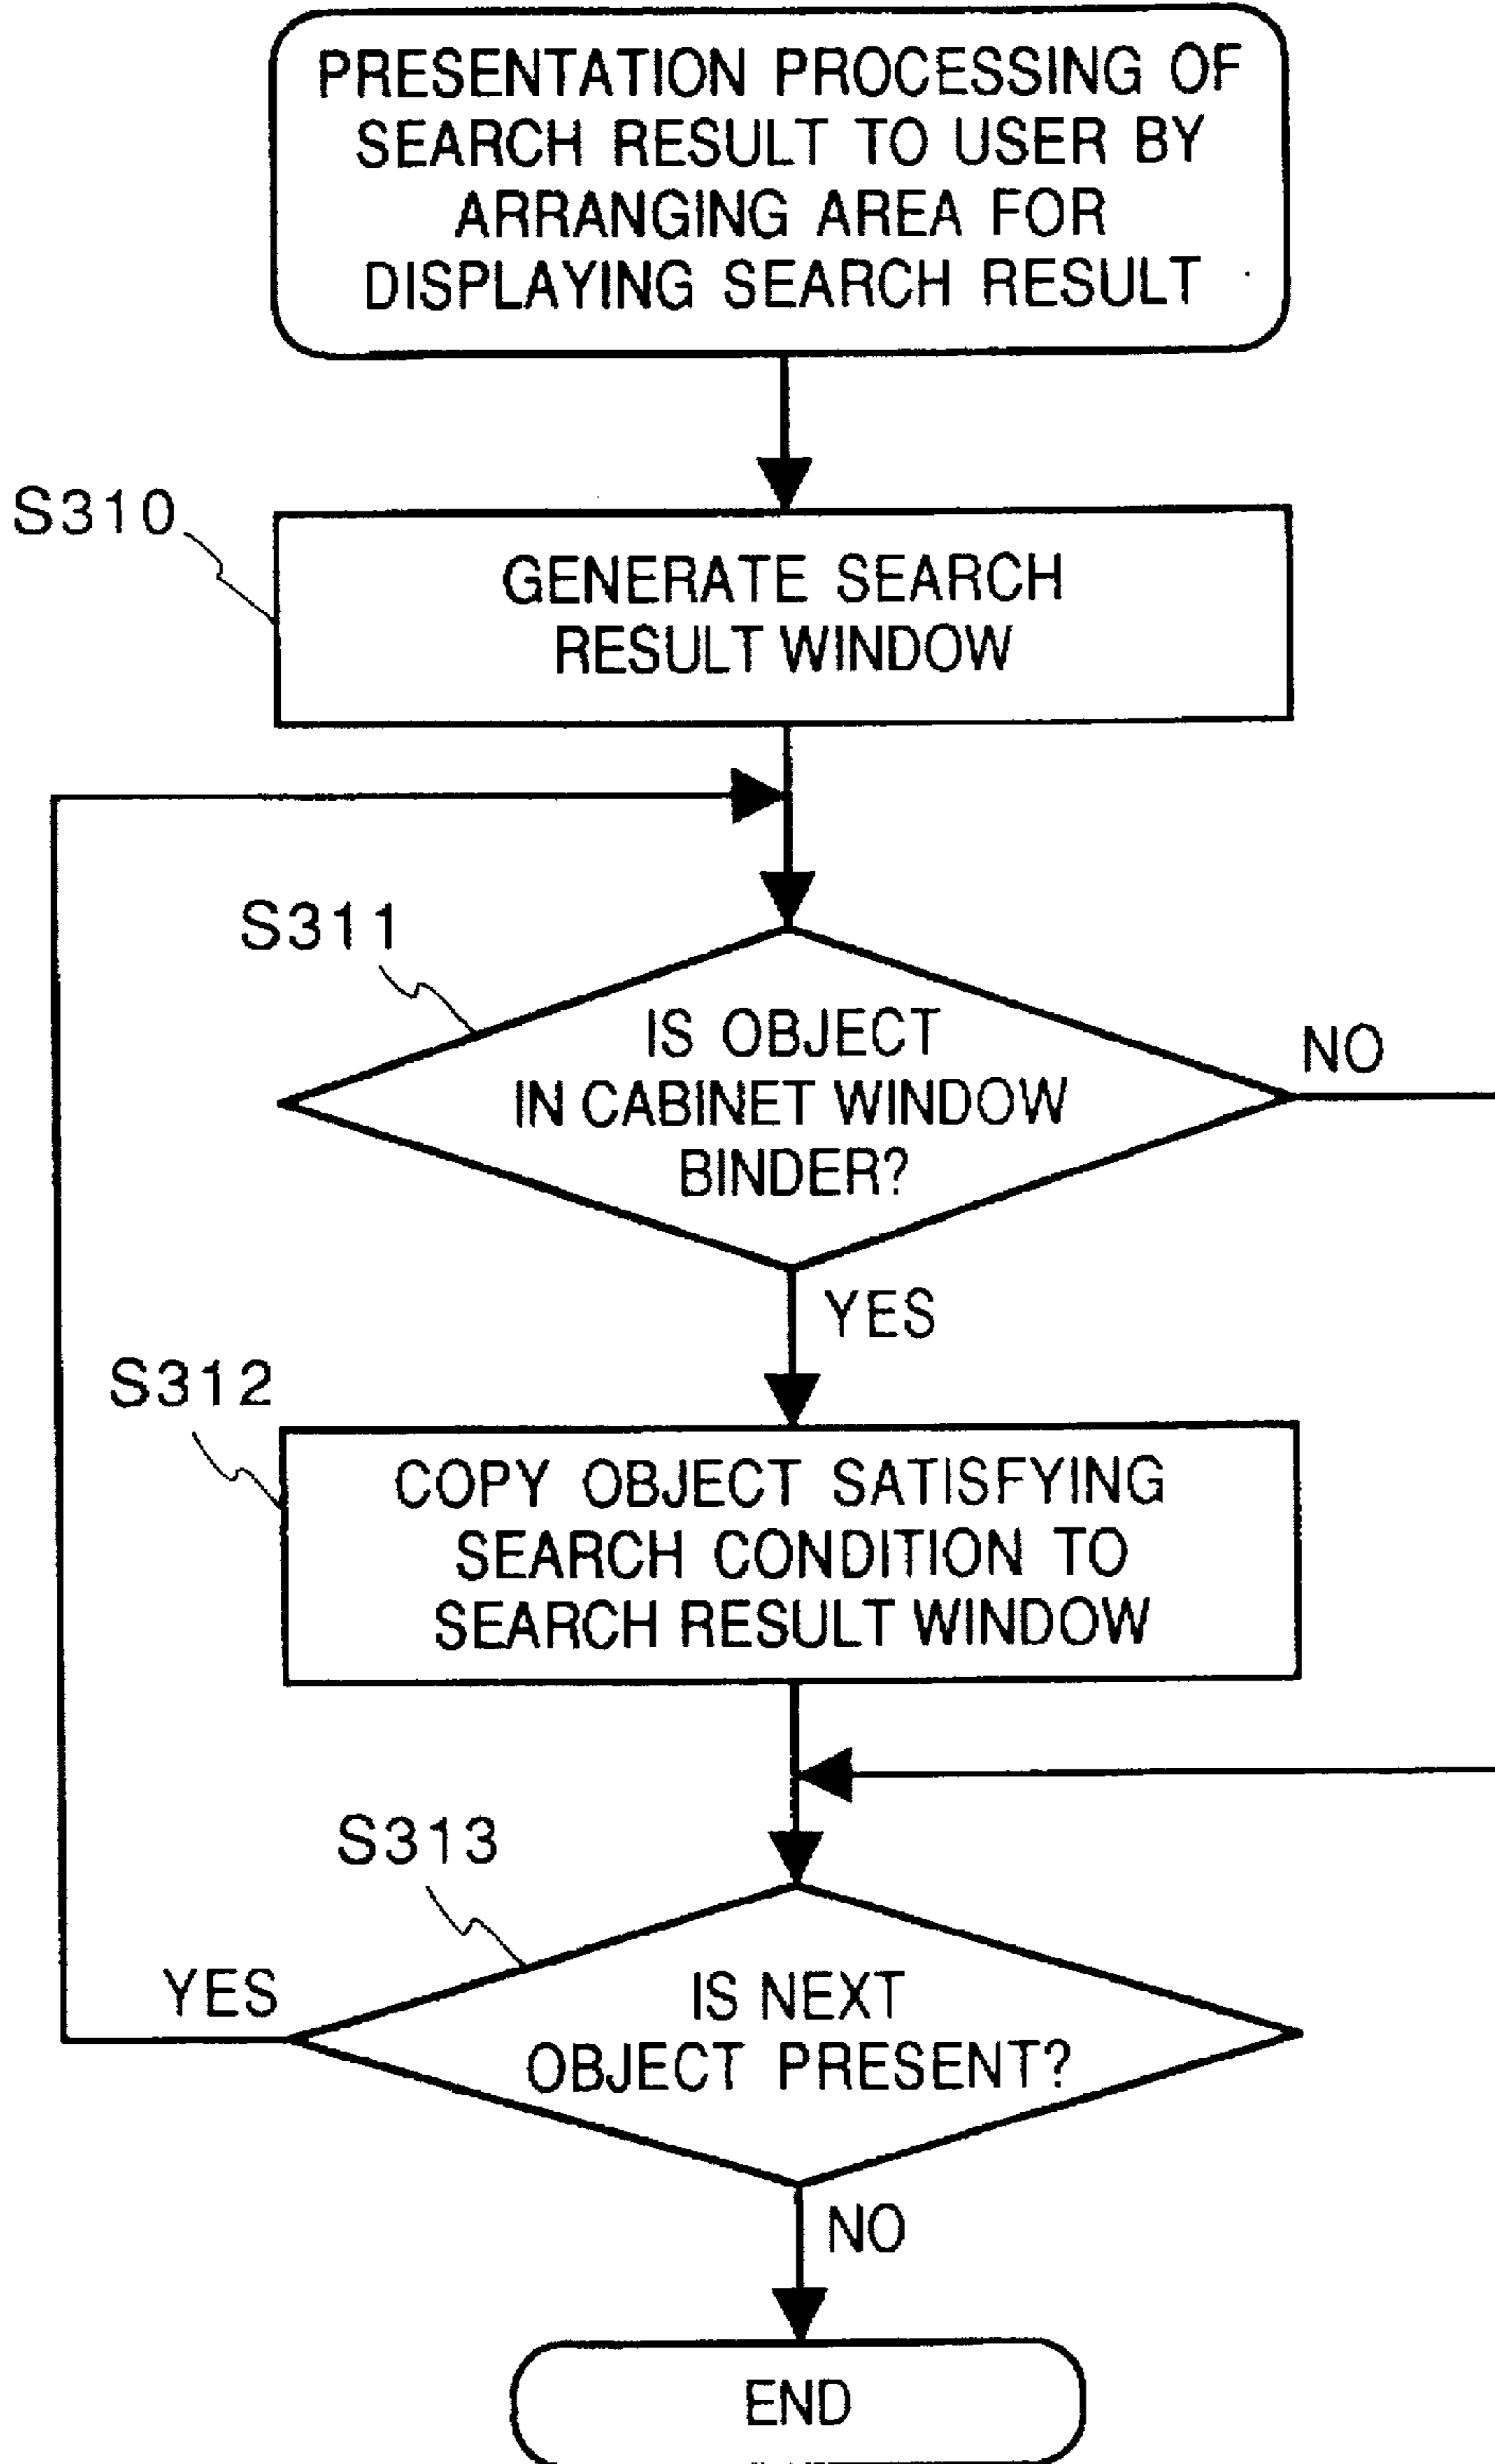 PRESENTATION PROCESSING OF
SEARCH RESULT TO USER BY
ARRANGING AREA FOR
DISPLAYING SEARCH RESULT
S310
GENERATE SEARCH
RESULT WINDOW
S311
IS OBJECT
IN CABINET WINDOW
BINDER?
NO
YES
S312
COPY OBJECT SATISFYING
SEARCH CONDITION TO
SEARCH RESULT WINDOW
S313
YES
IS NEXT
OBJECT PRESENT?
NO
END